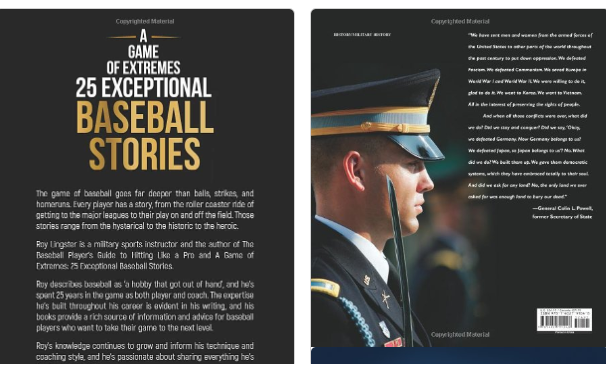 Copyrighted Material
A
GAME
OF EXTREMES
25 EXCEPTIONAL
BASEBALL
STORIES
The game of baseball goes far deeper than balls, strikes, and
homeruns. Every player has a story, from the roller coaster ride of
getting to the major leagues to their play on and off the field. Those
stories range from the hysterical to the historic to the heroic.
Roy Lingster is a military sports instructor and the author of The
Baseball Player's Guide to Hitting Like a Pro and A Game of
Extremes: 25 Exceptional Baseball Stories.
Roy describes baseball as 'a hobby that got out of hand', and he's
spent 25 years in the game as both player and coach. The expertise
he's built throughout his career is evident in his writing, and his
books provide a rich source of information and advice for baseball
players who want to take their game to the next level.
Roy's knowledge continues to grow and inform his technique and
coaching style, and he's passionate about sharing everything he's
Copyrighted Material
HISTORY/MILITARY HISTORY
"We have sent men and women from the armed forces of
the United States to other parts of the world throughout
the past century to put down oppression. We defeated
Fascism. We defeated Communism. We saved Europe in
World War I and World War II. We were willing to do it,
glad to do it. We went to Korea. We went to Vietnam.
All in the interest of preserving the rights of people.
And when all those conflicts were over, what did
we do? Did we stay and conquer? Did we say, 'Okay,
we defeated Germany. Now Germany belongs to us?
We defeated Japan, so Japan belongs to us'? No. What
did we do? We built them up. We gave them democratic
systems, which they have embraced totally to their soul.
And did we ask for any land? No, the only land we ever
asked for was enough land to bury our dead."
—General Colin L. Powell,
former Secretary of State
Copyrighted Material